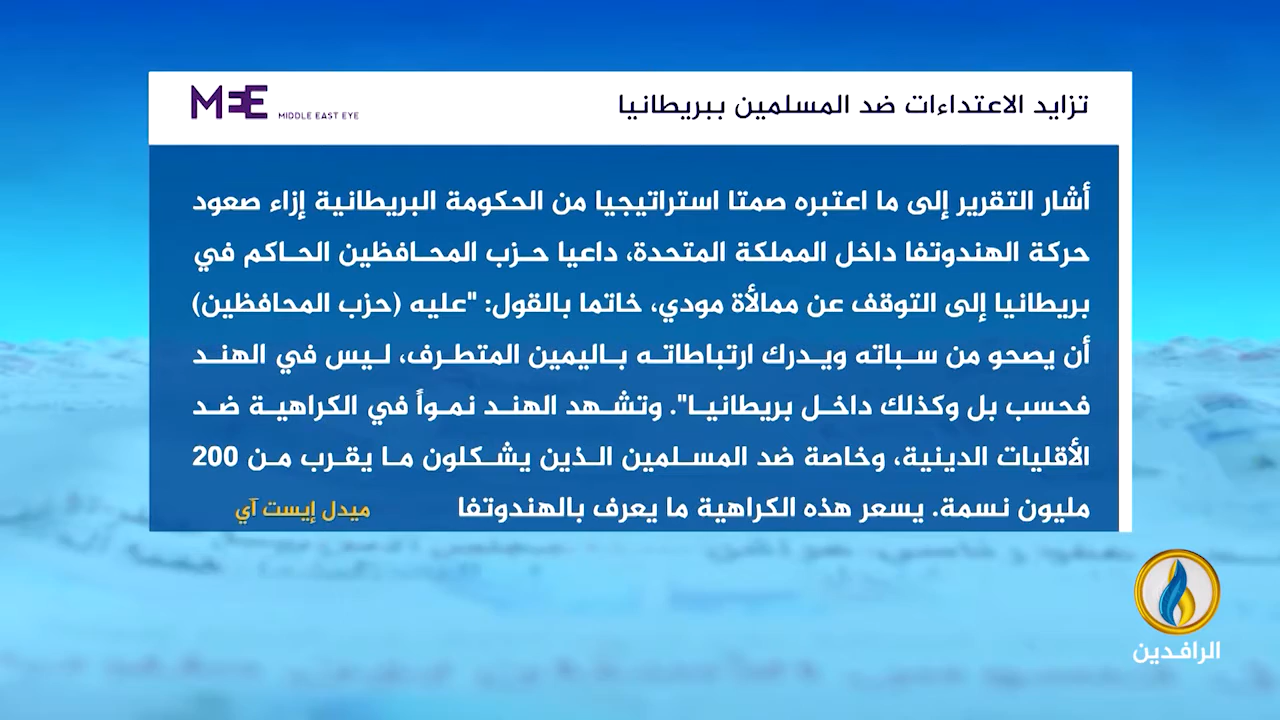 تزايد الاعتداءات ضد المسلمين ببريطانيا
MEE MIDDLE EAST EYE
أشار التقرير إلى ما اعتبره صمتا استراتيجيا من الحكومة البريطانية إزاء صعود
حركة الهندوتفا داخل المملكة المتحدة، داعيا حزب المحافظين الحاكم في
بريطانيا إلى التوقف عن ممالأة مودي، خاتما بالقول: "عليه (حزب المحافظين)
أن يصحو من سباته ويدرك ارتباطاته باليمين المتطرف، ليس في الهند
فحسب بل وكذلك داخل بريطانيا". وتشهد الهند نمواً في الكراهية ضد
الأقليات الدينية، وخاصة ضد المسلمين الذين يشكلون ما يقرب من 200
مليون نسمة. يسعر هذه الكراهية ما يعرف بالهندوتفا
ميدل إيست آي
الرافدين